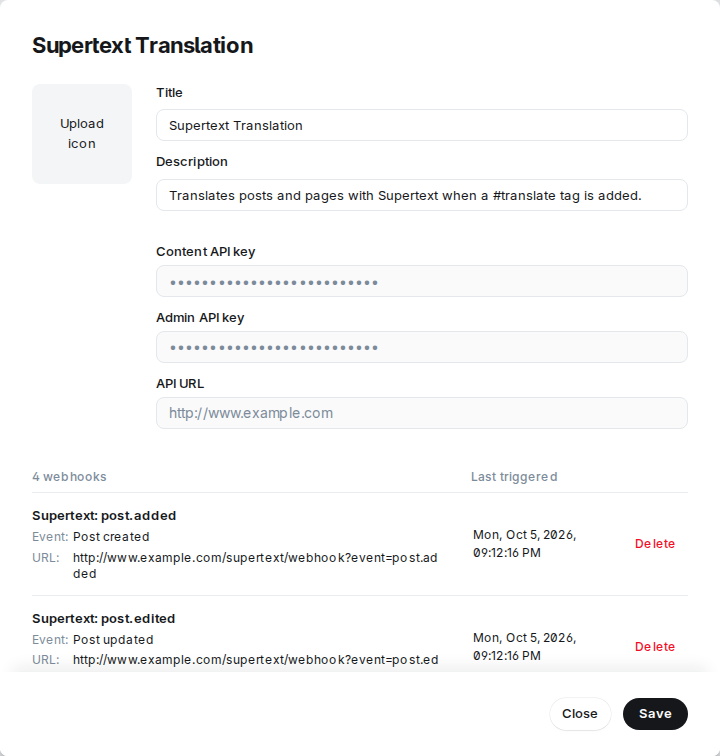 Supertext Translation
Upload
icon
Title
Supertext Translation
Description
Translates posts and pages with Supertext when a #translate tag is added.
Content API key
••••••••••••••••••••••••••
Admin API key
••••••••••••••••••••••••••
API URL
http://www.example.com
4 webhooks Last triggered
Supertext: post.added
Event: Post created
URL: http://www.example.com/supertext/webhook?event=post.ad
ded
Mon, Oct 5, 2026,
09:12:16 PM
Delete
Supertext: post.edited
Event: Post updated
URL: http://www.example.com/supertext/webhook?event=post.ed
Mon, Oct 5, 2026,
09:12:16 PM
Delete
Close Save